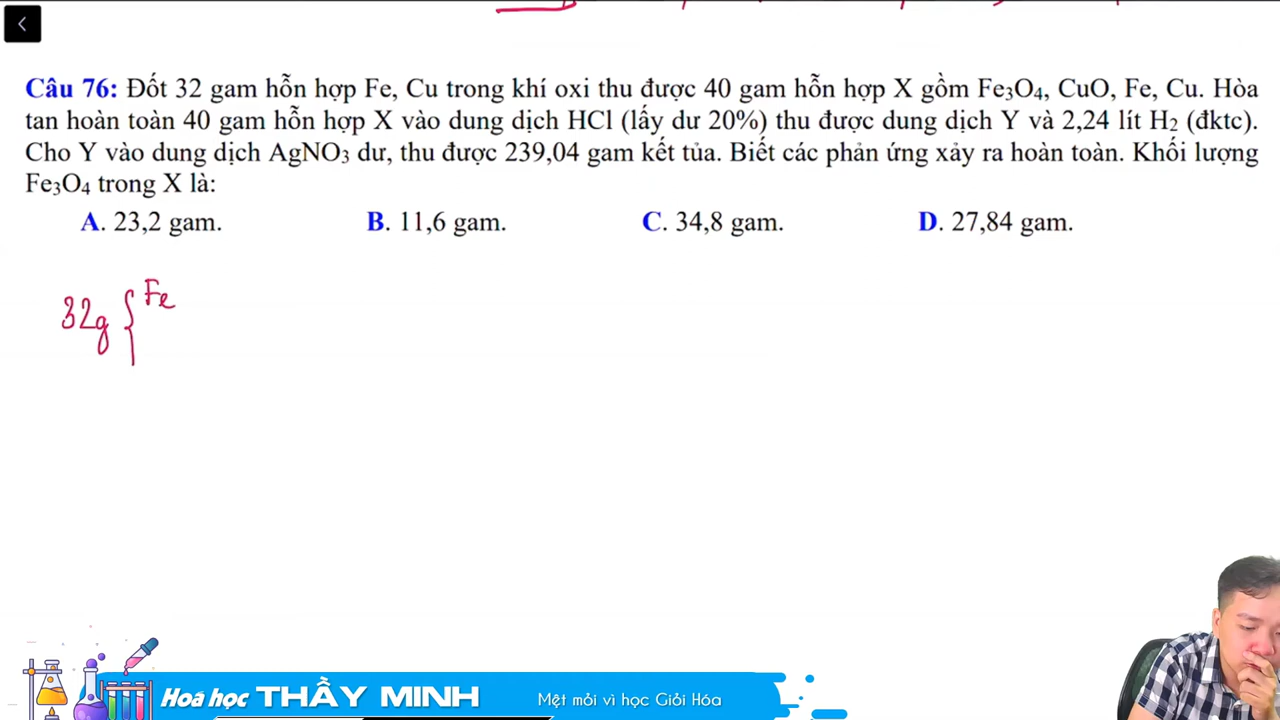 Câu 76: Đốt 32 gam hỗn hợp Fe, Cu trong khí oxi thu được 40 gam hỗn hợp X gồm Fe₃O₄, CuO, Fe, Cu. Hòa
tan hoàn toàn 40 gam hỗn hợp X vào dung dịch HCl (lấy dư 20%) thu được dung dịch Y và 2,24 lít H₂ (đktc).
Cho Y vào dung dịch AgNO₃ dư, thu được 239,04 gam kết tủa. Biết các phản ứng xảy ra hoàn toàn. Khối lượng
Fe₃O₄ trong X là:
A. 23,2 gam. B. 11,6 gam. C. 34,8 gam. D. 27,84 gam.
32g { Fe
Hoá học THẦY MINH Mệt mỏi vì học Giỏi Hóa